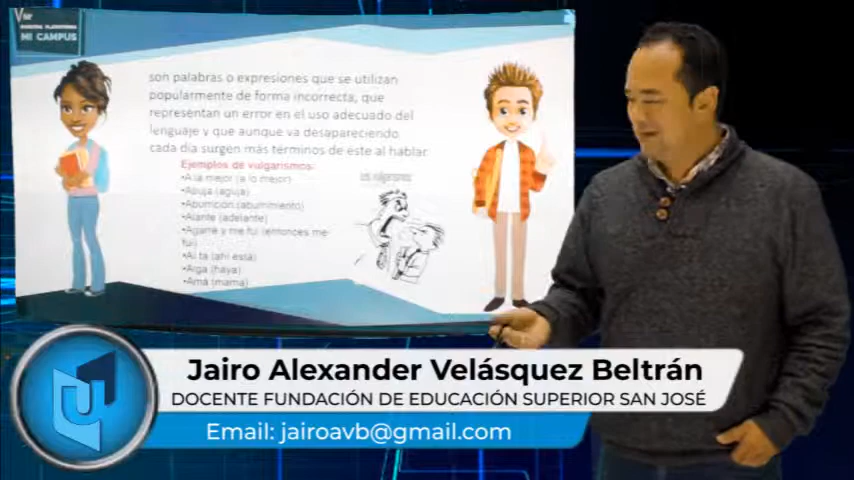 MI CAMPUS
son palabras o expresiones que se utilizan
popularmente de forma incorrecta, que
representan un error en el uso adecuado del
lenguaje y que aunque va desapareciendo
cada día surgen más términos de este al hablar
Ejemplos de vulgarismos:
•A la mejor (a lo mejor)
•Abuja (aguja)
•Aburrición (aburrimiento)
•Alante (adelante)
•Agarré y me fui (entonces me
fui)
•Ai ta (ahí está)
•Aiga (haya)
•Amá (mamá)
Jairo Alexander Velásquez Beltrán
DOCENTE FUNDACIÓN DE EDUCACIÓN SUPERIOR SAN JOSÉ
Email: jairoavb@gmail.com